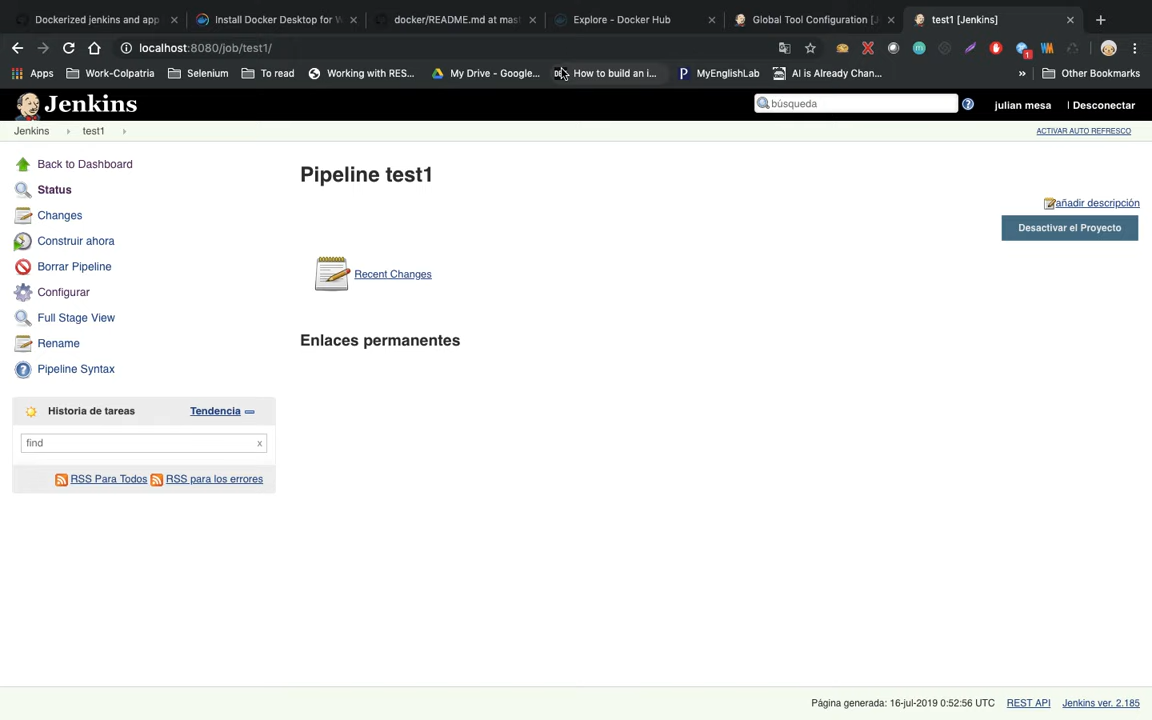 Dockerized jenkins and app
Install Docker Desktop for W
docker/README.md at mast
Explore - Docker Hub
Global Tool Configuration [J
test1 [Jenkins]
localhost:8080/job/test1/
Apps
Work-Colpatria
Selenium
To read
Working with RES...
My Drive - Google...
How to build an i...
MyEnglishLab
AI is Already Chan...
Other Bookmarks
Jenkins
búsqueda
julian mesa
Desconectar
Jenkins
test1
ACTIVAR AUTO REFRESCO
Back to Dashboard
Status
Changes
Construir ahora
Borrar Pipeline
Configurar
Full Stage View
Rename
Pipeline Syntax
Historia de tareas
Tendencia
find
x
RSS Para Todos
RSS para los errores
Pipeline test1
añadir descripción
Desactivar el Proyecto
Recent Changes
Enlaces permanentes
Página generada: 16-jul-2019 0:52:56 UTC
REST API
Jenkins ver. 2.185